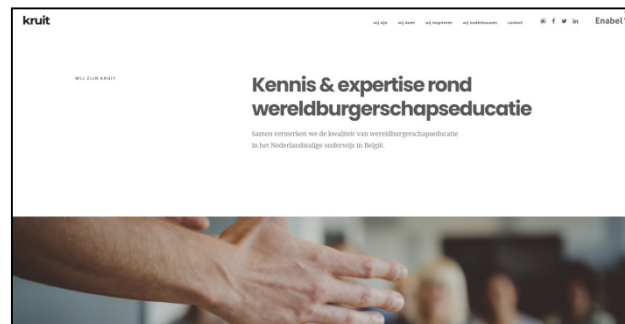 kruit
wij zijn wij doen wij inspireren wij ondersteunen contact
Enabel
WIJ ZIJN KRUIT
Kennis & expertise rond
wereldburgerschapseducatie
Samen versterken we de kwaliteit van wereldburgerschapseducatie
in het Nederlandstalige onderwijs in België.